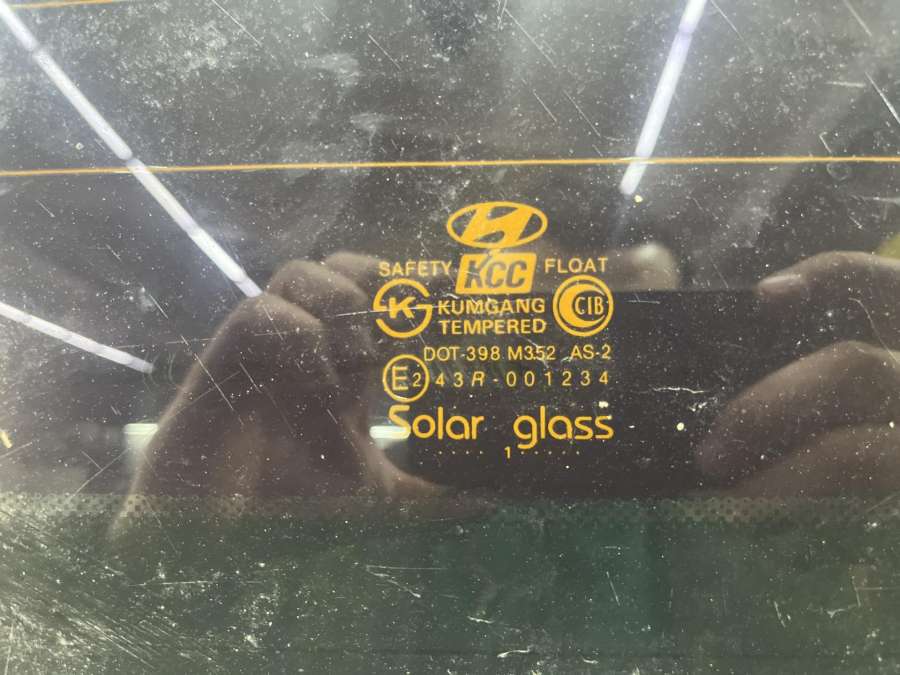 SAFETY KCC FLOAT
K KUMGANG CIB
TEMPERED
DOT-398 M352 AS-2
E2 43R-001234
Solar glass
.... 1 ....